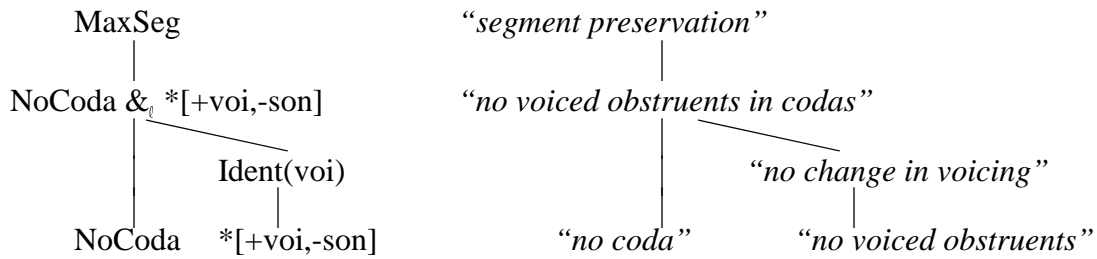 MaxSeg “segment preservation”
NoCoda &ℓ *[+voi,-son] “no voiced obstruents in codas”
Ident(voi) “no change in voicing”
NoCoda *[+voi,-son] “no coda” “no voiced obstruents”